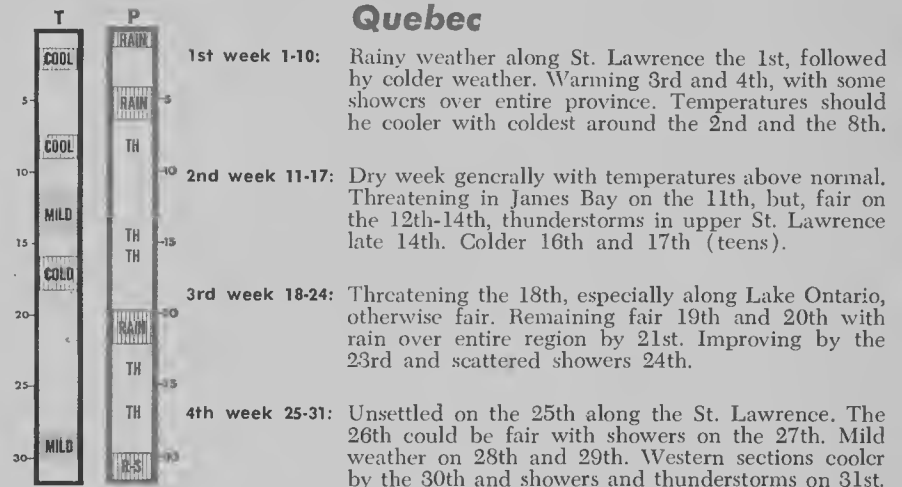 Quebec
T P
RAIN
COOL
5 RAIN 5
COOL TH
10 10
MILD
TH
15 15
TH
COLD
20 20
RAIN
TH
25 25
TH
MILD
30 R-S 30
1st week 1-10: Rainy weather along St. Lawrence the 1st, followed
by colder weather. Warming 3rd and 4th, with some
showers over entire province. Temperatures should
be cooler with coldest around the 2nd and the 8th.
2nd week 11-17: Dry week generally with temperatures above normal.
Threatening in James Bay on the 11th, but, fair on
the 12th-14th, thunderstorms in upper St. Lawrence
late 14th. Colder 16th and 17th (teens).
3rd week 18-24: Threatening the 18th, especially along Lake Ontario,
otherwise fair. Remaining fair 19th and 20th with
rain over entire region by 21st. Improving by the
23rd and scattered showers 24th.
4th week 25-31: Unsettled on the 25th along the St. Lawrence. The
26th could be fair with showers on the 27th. Mild
weather on 28th and 29th. Western sections cooler
by the 30th and showers and thunderstorms on 31st.